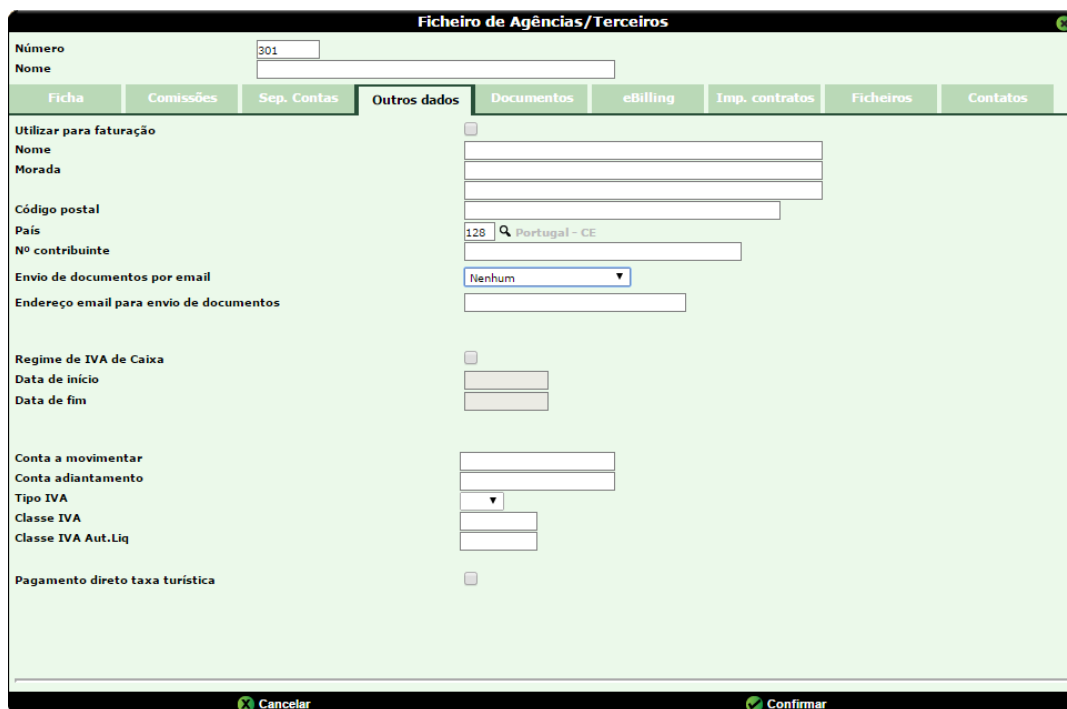 Ficheiro de Agências/Terceiros
Número 301
Nome
Ficha Comissões Sep. Contas Outros dados Documentos eBilling Imp. contratos Ficheiros Contatos
Utilizar para faturação
Nome
Morada
Código postal
País 128 Portugal - CE
Nº contribuinte
Envio de documentos por email Nenhum
Endereço email para envio de documentos
Regime de IVA de Caixa
Data de início
Data de fim
Conta a movimentar
Conta adiantamento
Tipo IVA
Classe IVA
Classe IVA Aut.Liq
Pagamento direto taxa turística
Cancelar Confirmar